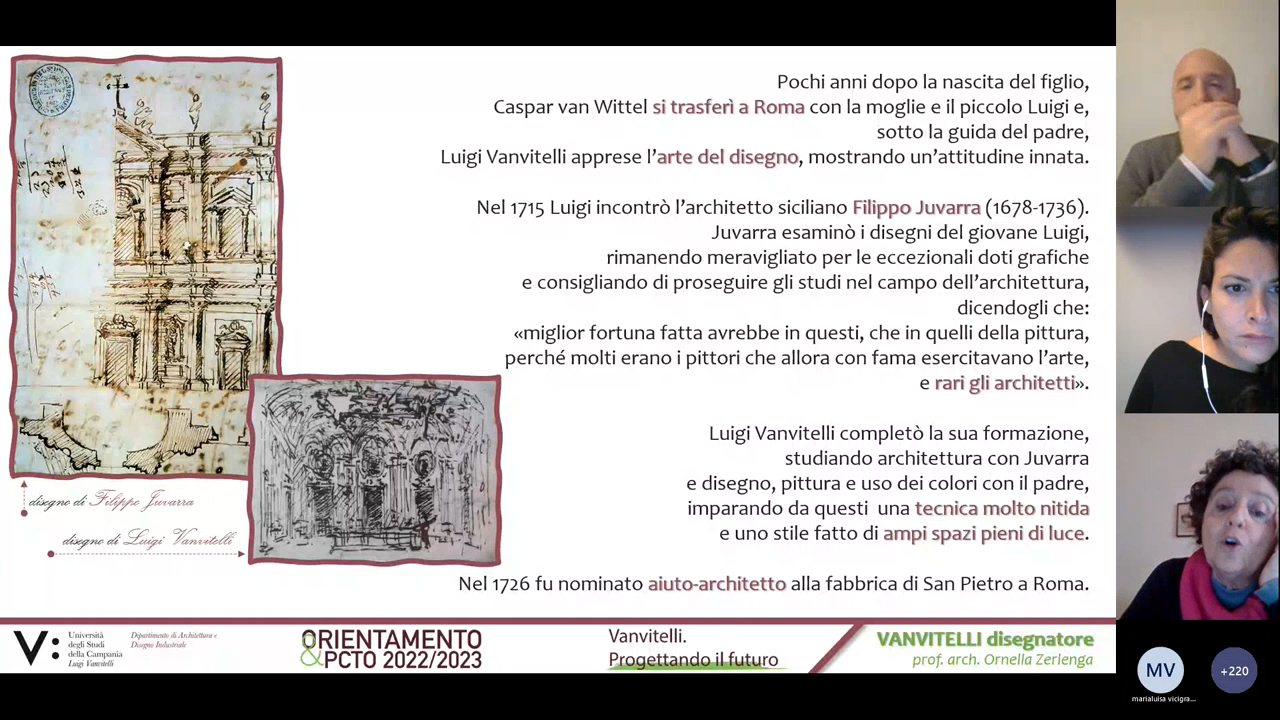 Pochi anni dopo la nascita del figlio,
Caspar van Wittel si trasferì a Roma con la moglie e il piccolo Luigi e,
sotto la guida del padre,
Luigi Vanvitelli apprese l’arte del disegno, mostrando un’attitudine innata.
Nel 1715 Luigi incontrò l’architetto siciliano Filippo Juvarra (1678-1736).
Juvarra esaminò i disegni del giovane Luigi,
rimanendo meravigliato per le eccezionali doti grafiche
e consigliando di proseguire gli studi nel campo dell’architettura,
dicendogli che:
«miglior fortuna fatta avrebbe in questi, che in quelli della pittura,
perché molti erano i pittori che allora con fama esercitavano l’arte,
e rari gli architetti».
Luigi Vanvitelli completò la sua formazione,
studiando architettura con Juvarra
e disegno, pittura e uso dei colori con il padre,
imparando da questi una tecnica molto nitida
e uno stile fatto di ampi spazi pieni di luce.
Nel 1726 fu nominato aiuto-architetto alla fabbrica di San Pietro a Roma.
disegno di Filippo Juvarra
disegno di Luigi Vanvitelli
V:
Università
degli Studi
della Campania
Luigi Vanvitelli
Dipartimento di Architettura e
Disegno Industriale
ORIENTAMENTO
&PCTO 2022/2023
Vanvitelli.
Progettando il futuro
VANVITELLI disegnatore
prof. arch. Ornella Zerlenga
MV
+220
marialuisa vicigra...